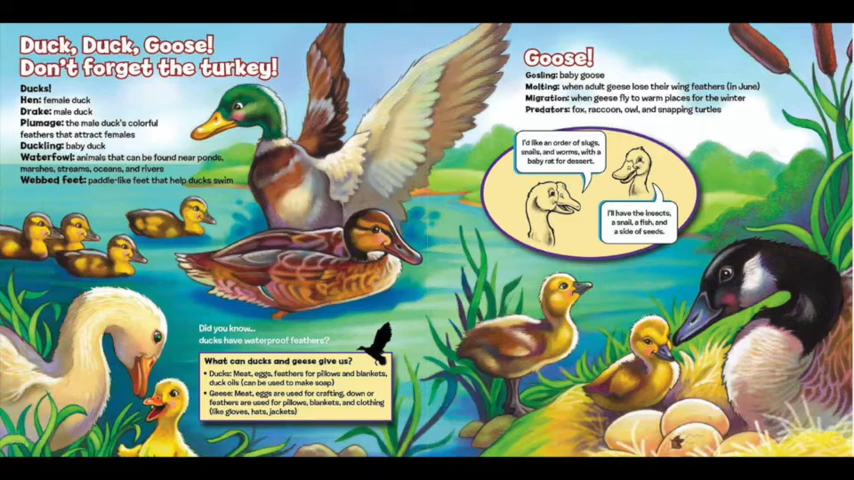 Duck, Duck, Goose!
Don't forget the turkey!
Ducks!
Hen: female duck
Drake: male duck
Plumage: the male duck's colorful
feathers that attract females
Duckling: baby duck
Waterfowl: animals that can be found near ponds,
marshes, streams, oceans, and rivers
Webbed feet: paddle-like feet that help ducks swim
Did you know...
ducks have waterproof feathers?
What can ducks and geese give us?
• Ducks: Meat, eggs, feathers for pillows and blankets,
duck oils (can be used to make soap)
• Geese: Meat, eggs are used for crafting, down or
feathers are used for pillows, blankets, and clothing
(like gloves, hats, jackets)
Goose!
Gosling: baby goose
Molting: when adult geese lose their wing feathers (in June)
Migration: when geese fly to warm places for the winter
Predators: fox, raccoon, owl, and snapping turtles
I'd like an order of slugs,
snails, and worms, with a
baby rat for dessert.
I'll have the insects,
a snail, a fish, and
a side of seeds.